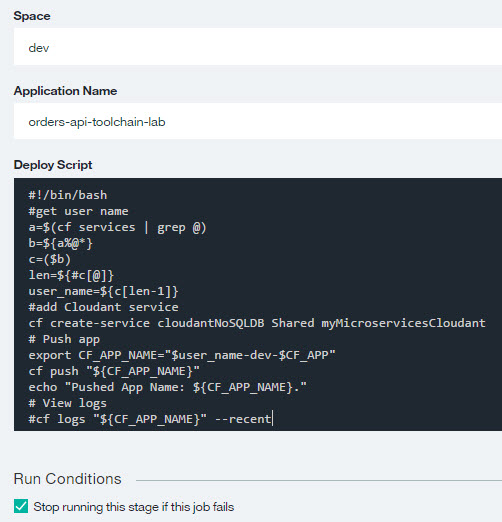 Space
dev
Application Name
orders-api-toolchain-lab
Deploy Script
#!/bin/bash
#get user name
a=$(cf services | grep @)
b=${a%@*}
c=($b)
len=${#c[@]}
user_name=${c[len-1]}
#add Cloudant service
cf create-service cloudantNoSQLDB Shared myMicroservicesCloudant
# Push app
export CF_APP_NAME="$user_name-dev-$CF_APP"
cf push "${CF_APP_NAME}"
echo "Pushed App Name: ${CF_APP_NAME}."
# View logs
#cf logs "${CF_APP_NAME}" --recent
Run Conditions
Stop running this stage if this job fails